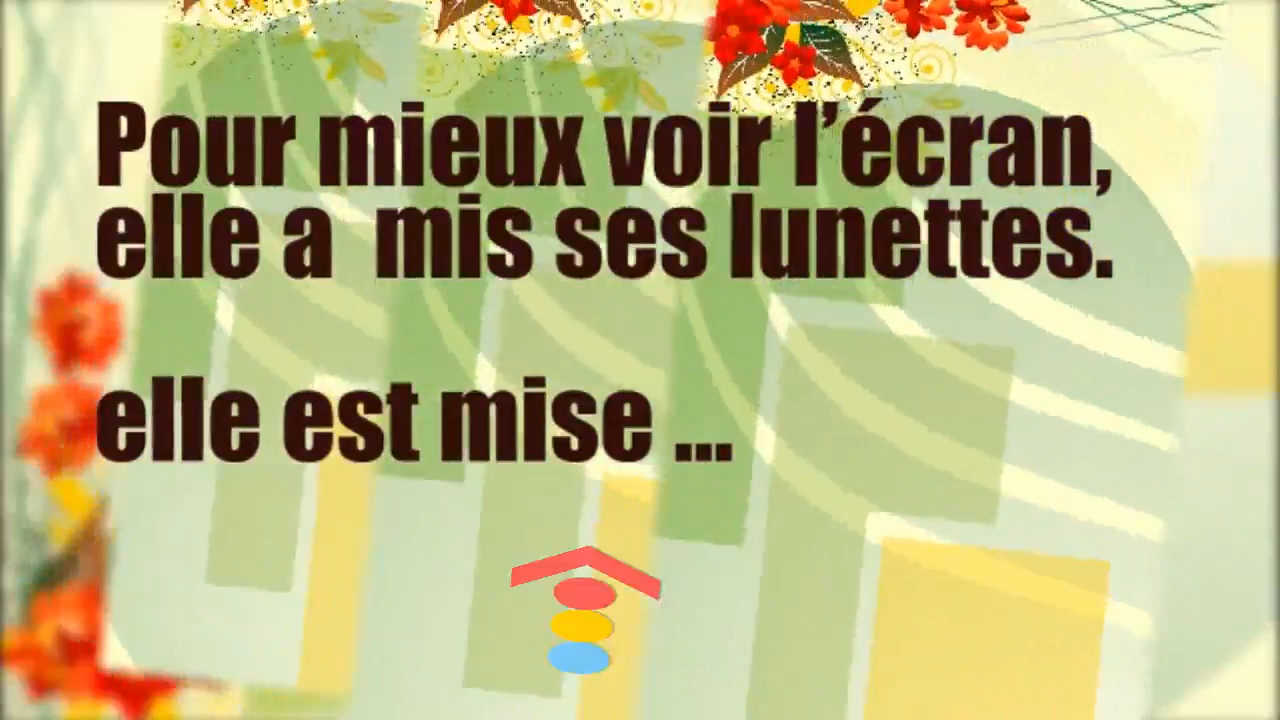 Pour mieux voir l’écran,
elle a mis ses lunettes.
elle est mise ...